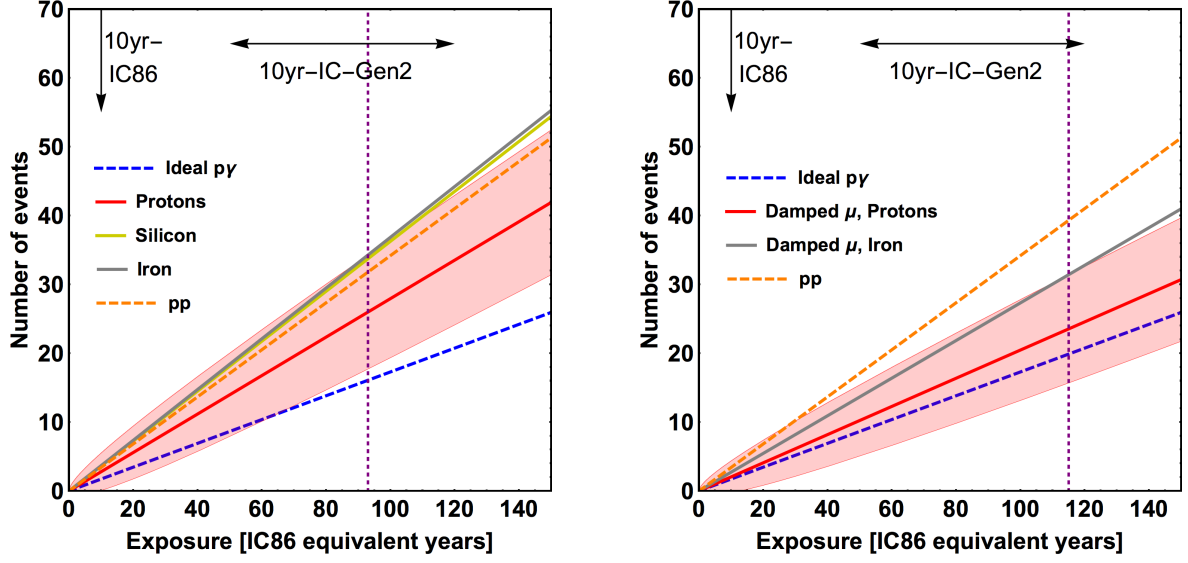 70
60
50
40
30
20
10
0
Number of events
10yr–
IC86
10yr–IC–Gen2
Ideal pγ
Protons
Silicon
Iron
pp
0 20 40 60 80 100 120 140
Exposure [IC86 equivalent years]
70
60
50
40
30
20
10
0
Number of events
10yr–
IC86
10yr–IC–Gen2
Ideal pγ
Damped μ, Protons
Damped μ, Iron
pp
0 20 40 60 80 100 120 140
Exposure [IC86 equivalent years]